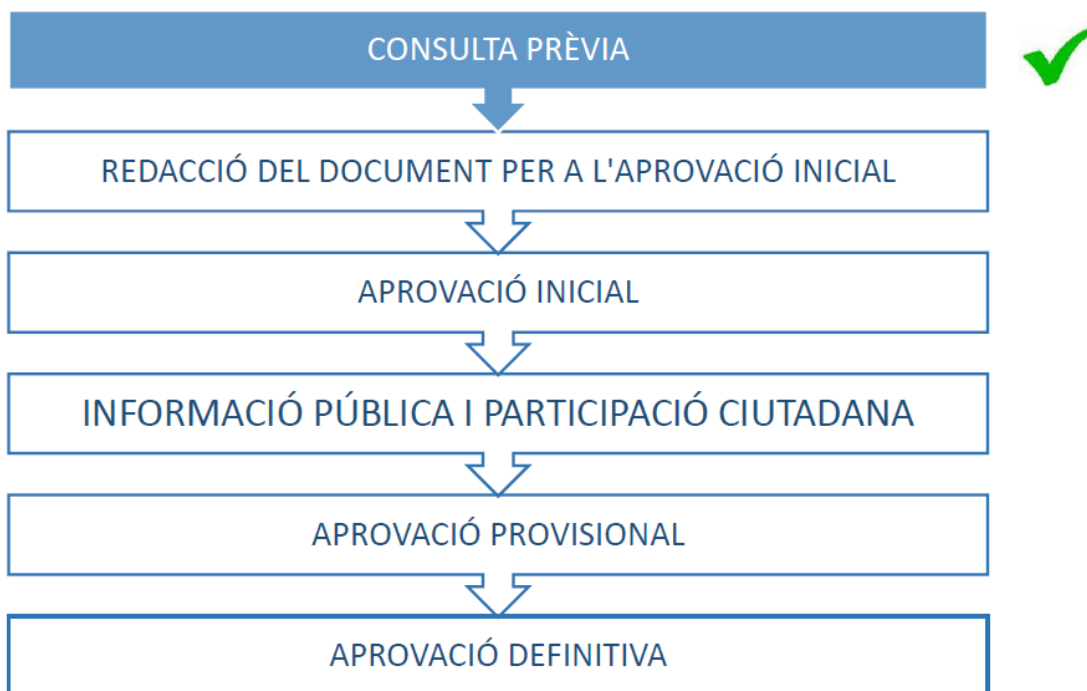 CONSULTA PRÈVIA
REDACCIÓ DEL DOCUMENT PER A L'APROVACIÓ INICIAL
APROVACIÓ INICIAL
INFORMACIÓ PÚBLICA I PARTICIPACIÓ CIUTADANA
APROVACIÓ PROVISIONAL
APROVACIÓ DEFINITIVA